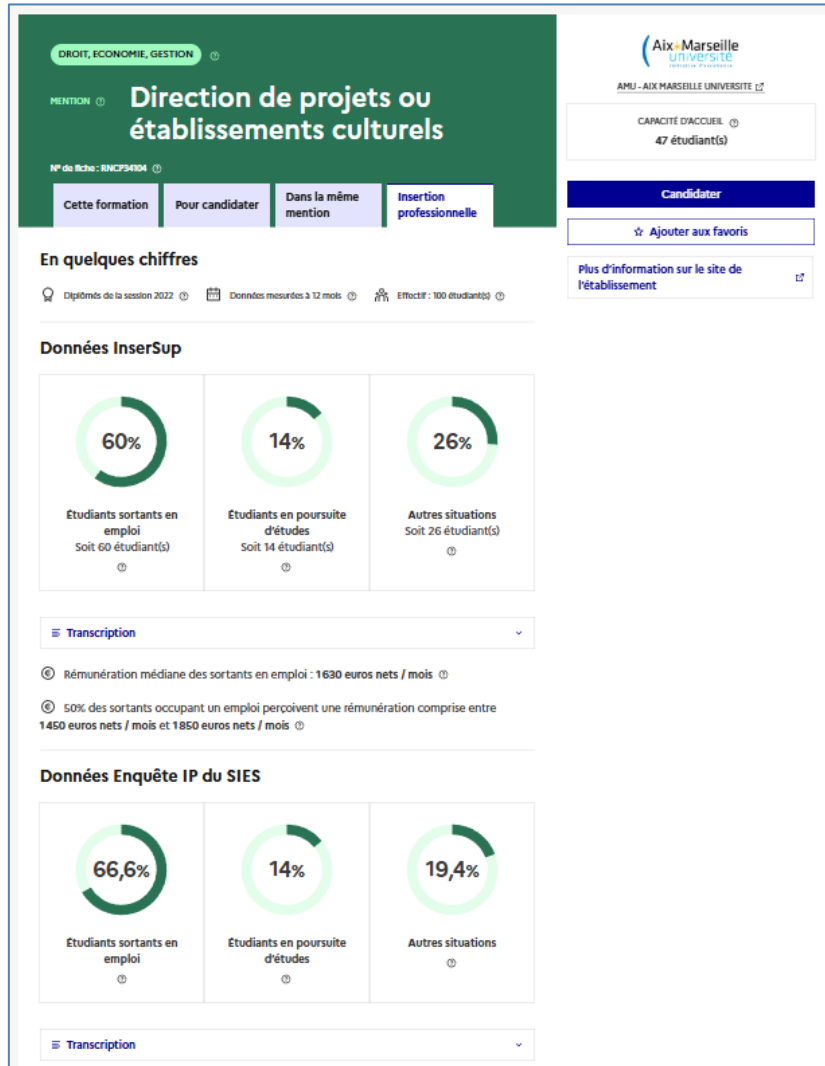 DROIT, ECONOMIE, GESTION
MENTION
Direction de projets ou
établissements culturels
N° de fiche : RNCP34104
Cette formation
Pour candidater
Dans la même
mention
Insertion
professionnelle
Aix*Marseille
université
AMU - AIX MARSEILLE UNIVERSITE
CAPACITÉ D'ACCUEIL
47 étudiant(s)
Candidater
Ajouter aux favoris
Plus d'information sur le site de
l'établissement
En quelques chiffres
Diplômés de la session 2022
Données mesurées à 12 mois
Effectif : 100 étudiant(s)
Données InserSup
60%
Étudiants sortants en
emploi
Soit 60 étudiant(s)
14%
Étudiants en poursuite
d'études
Soit 14 étudiant(s)
26%
Autres situations
Soit 26 étudiant(s)
Transcription
Rémunération médiane des sortants en emploi : 1 630 euros nets / mois
50% des sortants occupant un emploi perçoivent une rémunération comprise entre
1 450 euros nets / mois et 1 850 euros nets / mois
Données Enquête IP du SIES
66,6%
Étudiants sortants en
emploi
14%
Étudiants en poursuite
d'études
19,4%
Autres situations
Transcription